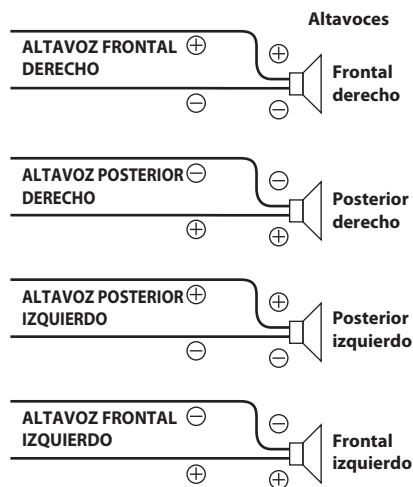 Altavoces
ALTAVOZ FRONTAL ⊕ ⊕
DERECHO
Frontal
derecho
⊖ ⊖
ALTAVOZ POSTERIOR ⊖ ⊖
DERECHO
Posterior
derecho
⊕ ⊕
ALTAVOZ POSTERIOR ⊕ ⊕
IZQUIERDO
Posterior
izquierdo
⊖ ⊖
ALTAVOZ FRONTAL ⊖ ⊖
IZQUIERDO
Frontal
izquierdo
⊕ ⊕